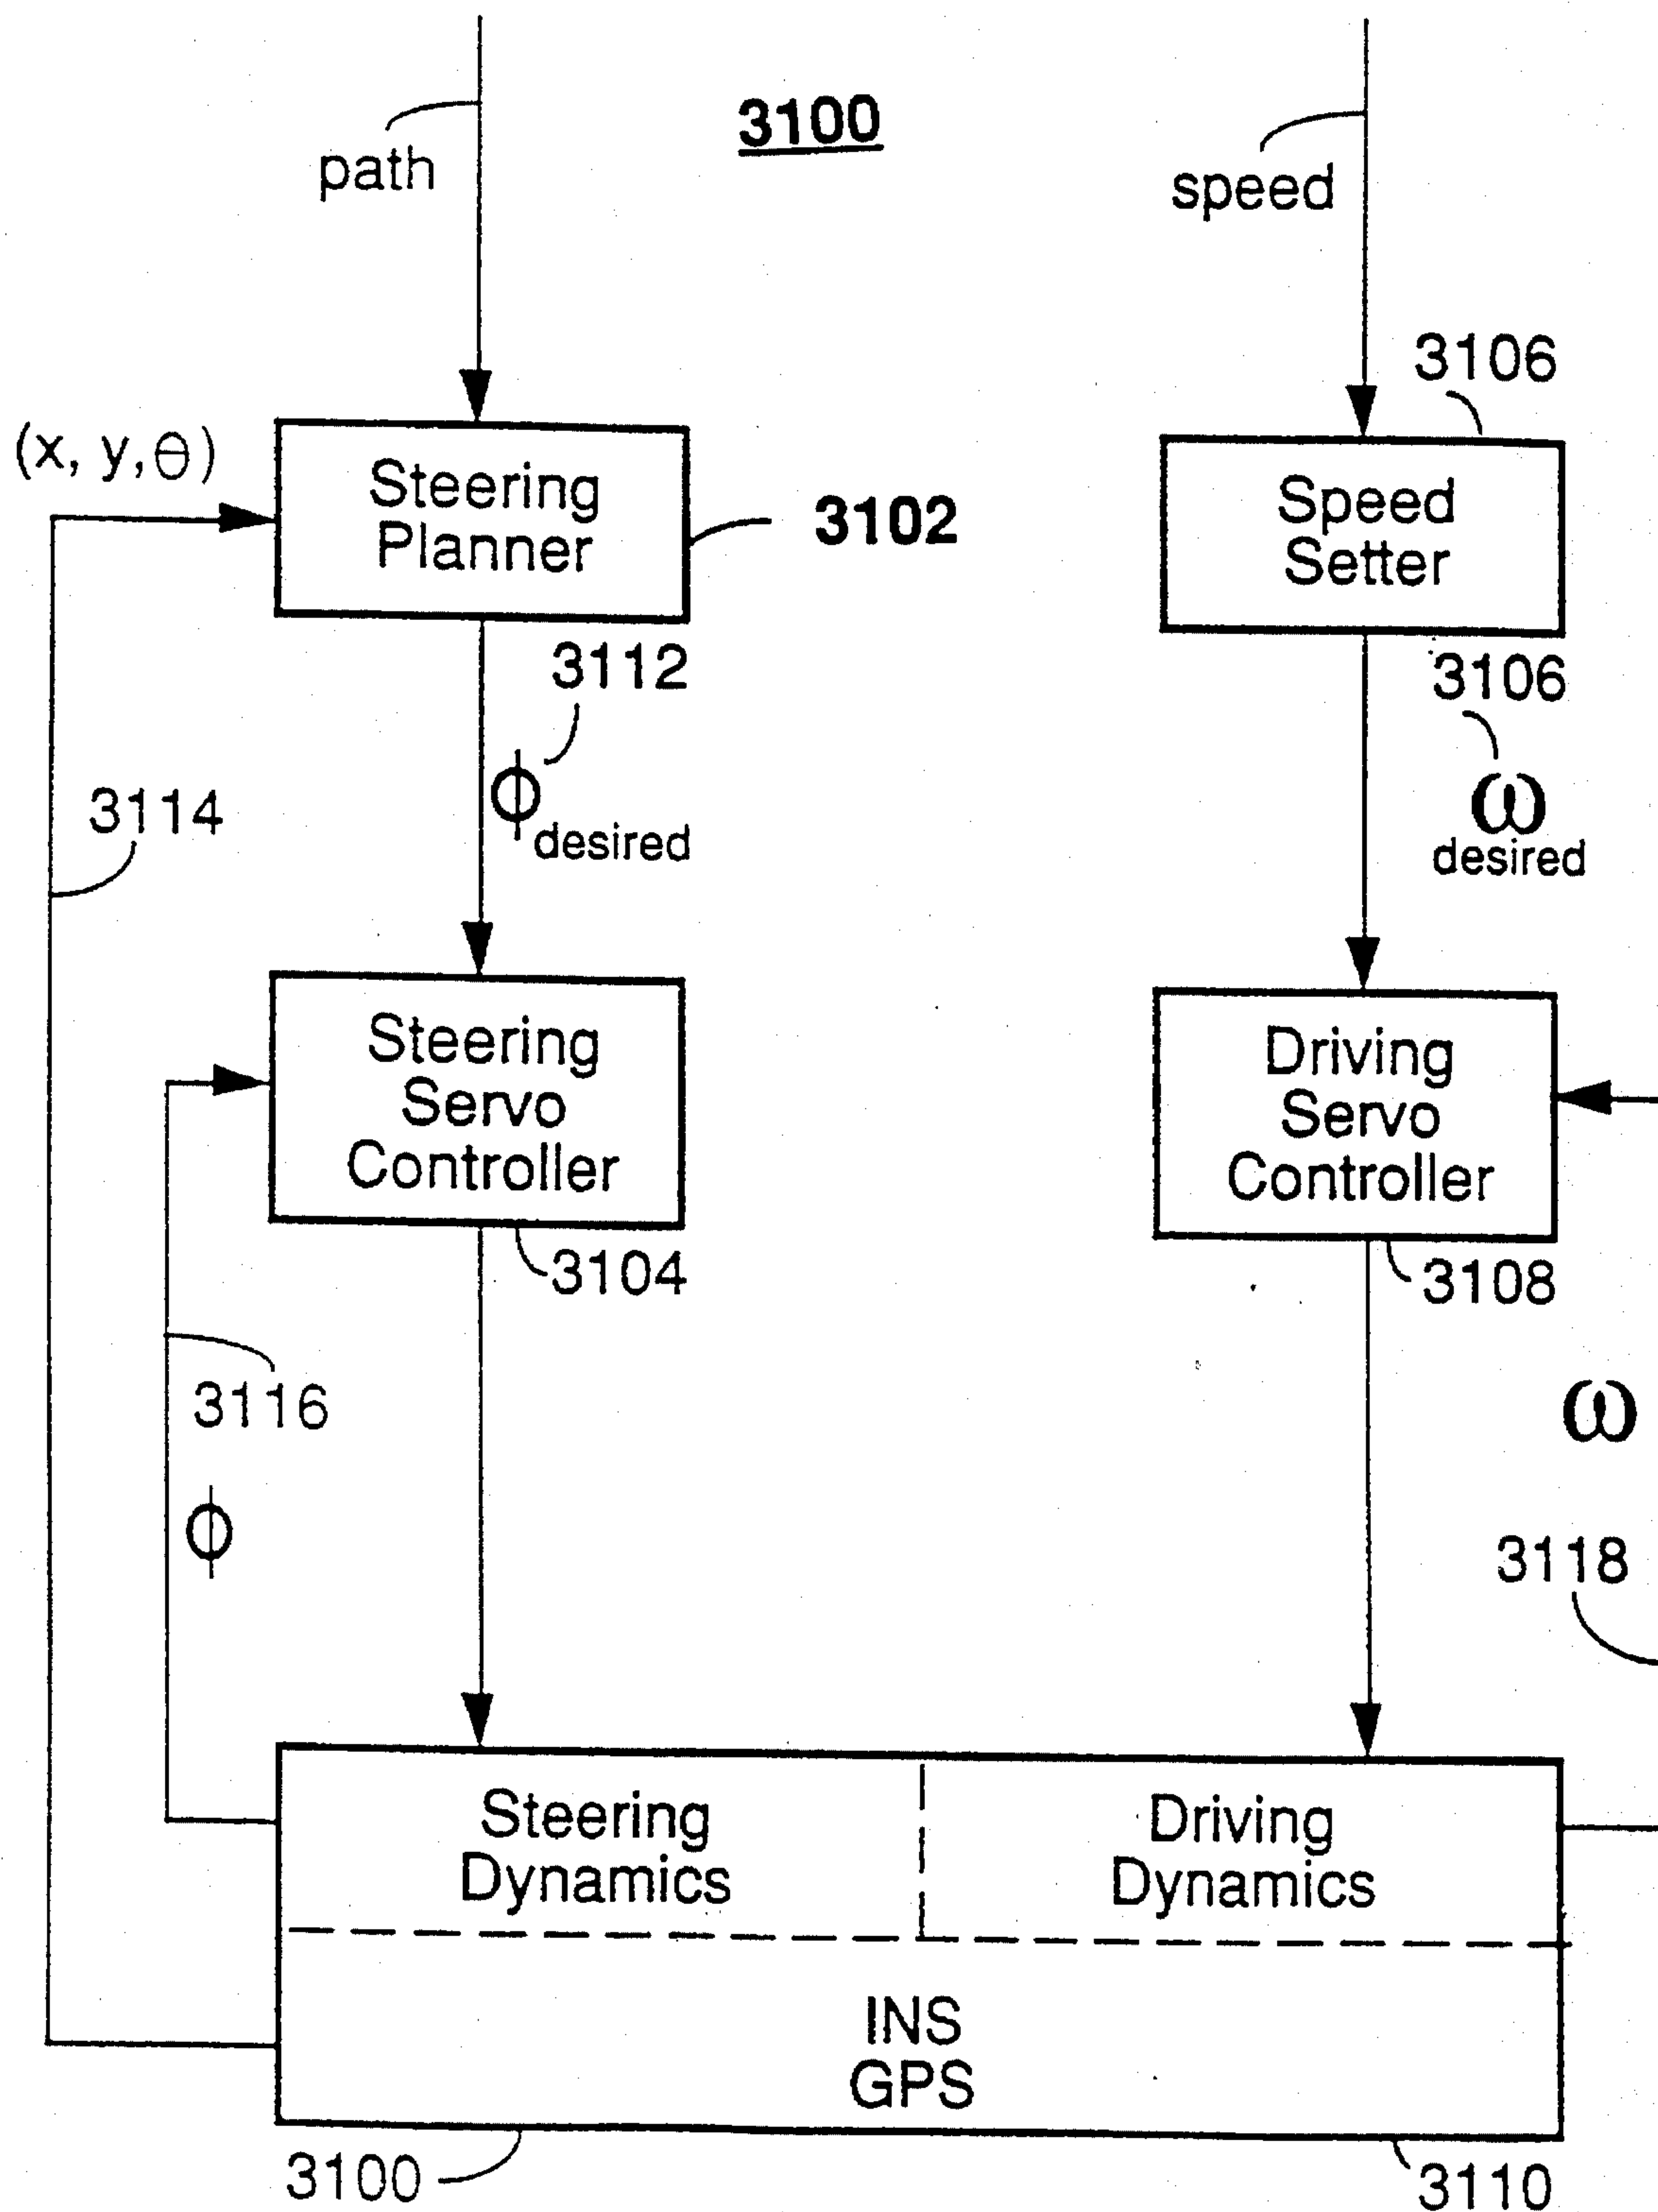 3100
path
speed
3106
(x, y, θ)
Steering
Planner
3102
Speed
Setter
3112
3106
ϕ
desired
ω
desired
3114
Steering
Servo
Controller
Driving
Servo
Controller
3104
3108
3116
ω
ϕ
3118
Steering
Dynamics
Driving
Dynamics
INS
GPS
3100
3110